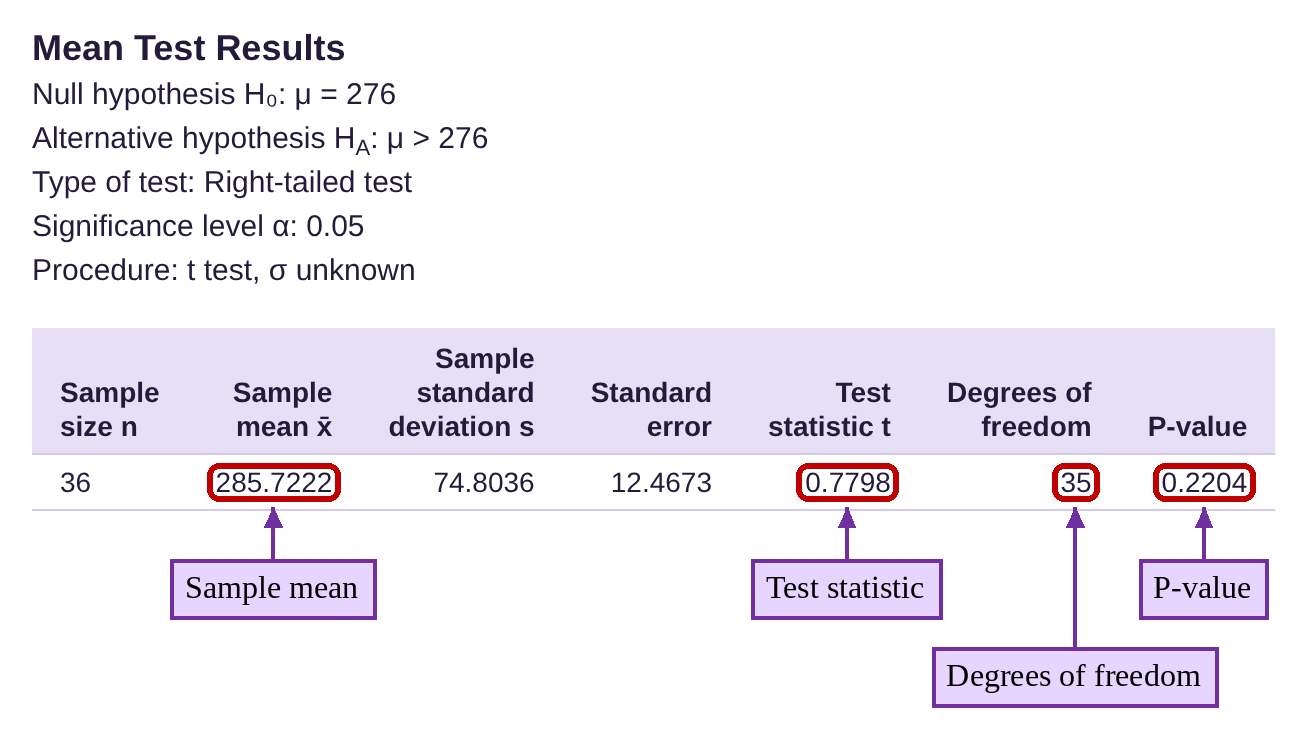 Mean Test Results
Null hypothesis H₀: μ = 276
Alternative hypothesis H_A: μ > 276
Type of test: Right-tailed test
Significance level α: 0.05
Procedure: t test, σ unknown
Sample size n
Sample mean x̄
Sample standard deviation s
Standard error
Test statistic t
Degrees of freedom
P-value
36 285.7222 74.8036 12.4673 0.7798 35 0.2204
Sample mean
Test statistic
P-value
Degrees of freedom